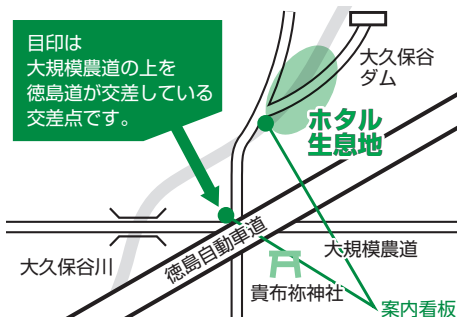 目印は
大規模農道の上を
徳島道が交差している
交差点です。
大久保谷
ダム
ホタル
生息地
徳島自動車道
大久保谷川
大規模農道
貴布祢神社
案内看板